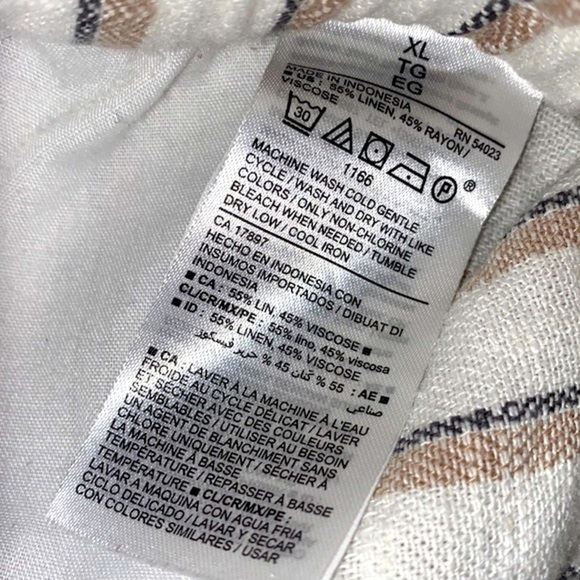 XL
TG
EG
MADE IN INDONESIA
RN 54023
■ US: 55% LINEN, 45% RAYON /
VISCOSE
30
P
®
1166
MACHINE WASH COLD GENTLE
CYCLE / WASH AND DRY WITH LIKE
COLORS / ONLY NON-CHLORINE
BLEACH WHEN NEEDED / TUMBLE
DRY LOW / COOL IRON
CA 17897
HECHO EN INDONESIA CON
INSUMOS IMPORTADOS / DIBUAT DI
INDONESIA
■ CA : 55% LIN, 45% VISCOSE ■
CL/CR/MX/PE : 55% lino, 45% viscosa
■ ID : 55% LINEN, 45% VISCOSE
■ AE : 55 % كتان 45 % حرير فيسكوز
صناعي
■ CA : LAVER À LA MACHINE À L'EAU
FROIDE AU CYCLE DÉLICAT / LAVER
ET SÉCHER AVEC DES COULEURS
SEMBLABLES / UTILISER AU BESOIN
UN AGENT DE BLANCHIMENT SANS
CHLORE UNIQUEMENT / SÉCHER À
LA MACHINE À BASSE
TEMPÉRATURE / REPASSER À BASSE
TEMPÉRATURE ■ CL/CR/MX/PE :
LAVAR A MAQUINA CON AGUA FRIA
CICLO DELICADO / LAVAR Y SECAR
CON COLORES SIMILARES / USAR